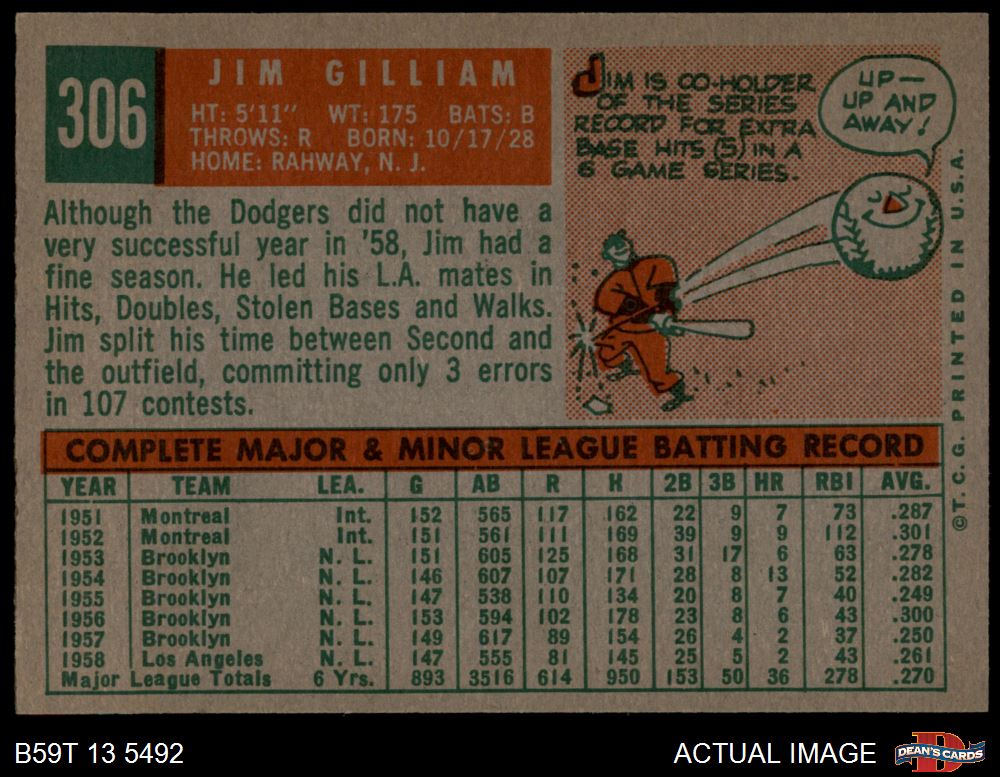 306
JIM GILLIAM
HT: 5'11" WT: 175 BATS: B
THROWS: R BORN: 10/17/28
HOME: RAHWAY, N. J.
Although the Dodgers did not have a
very successful year in '58, Jim had a
fine season. He led his L.A. mates in
Hits, Doubles, Stolen Bases and Walks.
Jim split his time between Second and
the outfield, committing only 3 errors
in 107 contests.
JIM IS CO-HOLDER
OF THE SERIES
RECORD FOR EXTRA
BASE HITS (5) IN A
6 GAME SERIES.
UP—
UP AND
AWAY!
COMPLETE MAJOR & MINOR LEAGUE BATTING RECORD
YEAR TEAM LEA. G AB R H 2B 3B HR RBI AVG.
1951 Montreal Int. 152 565 117 162 22 9 7 73 .287
1952 Montreal Int. 151 561 111 169 39 9 9 112 .301
1953 Brooklyn N. L. 151 605 125 168 31 17 6 63 .278
1954 Brooklyn N. L. 146 607 107 171 28 8 13 52 .282
1955 Brooklyn N. L. 147 538 110 134 20 8 7 40 .249
1956 Brooklyn N. L. 153 594 102 178 23 8 6 43 .300
1957 Brooklyn N. L. 149 617 89 154 26 4 2 37 .250
1958 Los Angeles N. L. 147 555 81 145 25 5 2 43 .261
Major League Totals 6 Yrs. 893 3516 614 950 153 50 36 278 .270
©T. C. G. PRINTED IN U.S.A.
B59T 13 5492
ACTUAL IMAGE
DEAN'S CARDS